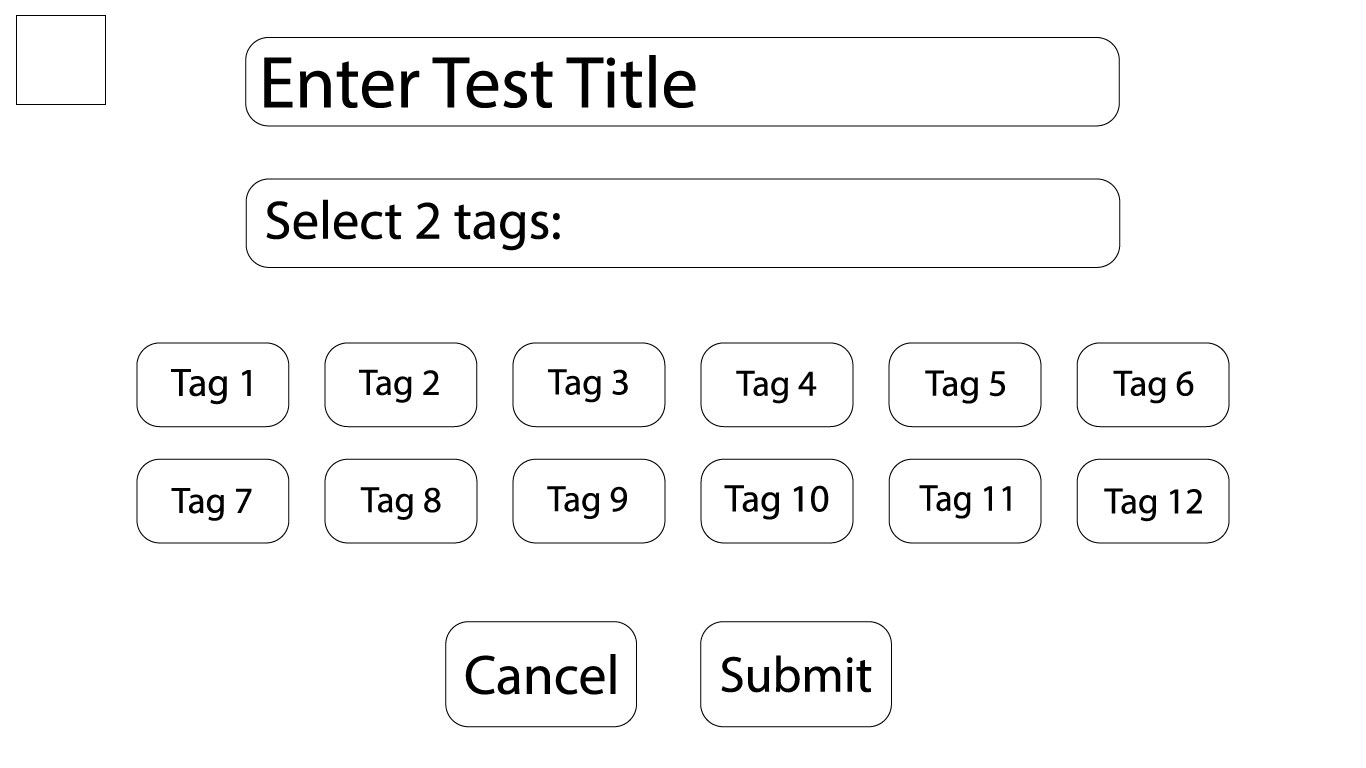 Enter Test Title
Select 2 tags:
Tag 1 Tag 2 Tag 3 Tag 4 Tag 5 Tag 6
Tag 7 Tag 8 Tag 9 Tag 10 Tag 11 Tag 12
Cancel Submit